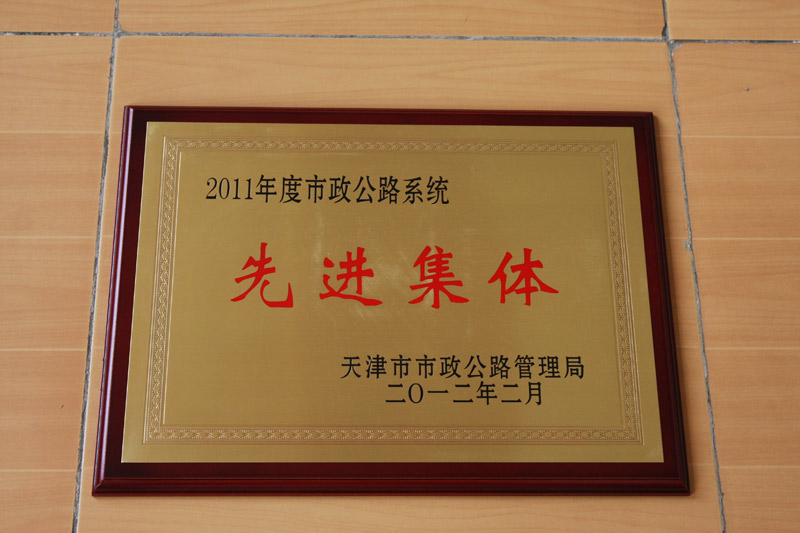 2011年度市政公路系统
先进集体
天津市市政公路管理局
二〇一二年二月